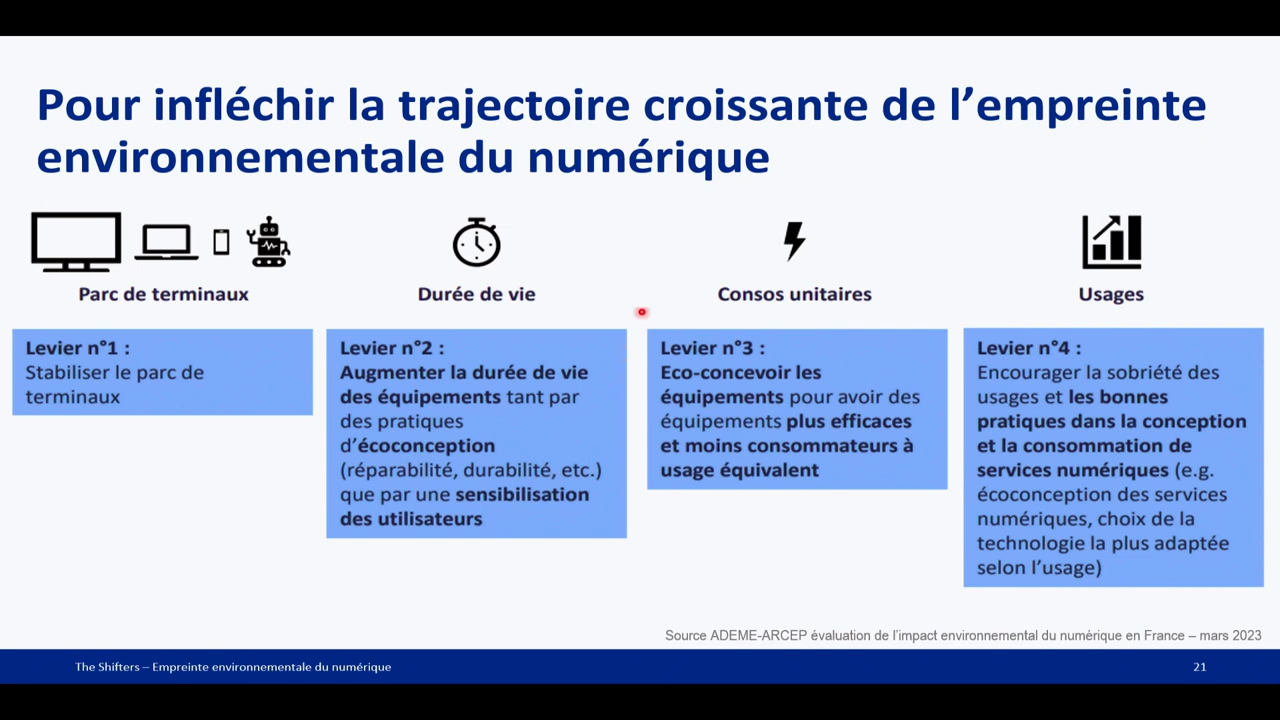 Pour infléchir la trajectoire croissante de l’empreinte
environnementale du numérique
Parc de terminaux
Durée de vie
Consos unitaires
Usages
Levier n°1 :
Stabiliser le parc de
terminaux
Levier n°2 :
Augmenter la durée de vie
des équipements tant par
des pratiques
d’écoconception
(réparabilité, durabilité, etc.)
que par une sensibilisation
des utilisateurs
Levier n°3 :
Eco-concevoir les
équipements pour avoir des
équipements plus efficaces
et moins consommateurs à
usage équivalent
Levier n°4 :
Encourager la sobriété des
usages et les bonnes
pratiques dans la conception
et la consommation de
services numériques (e.g.
écoconception des services
numériques, choix de la
technologie la plus adaptée
selon l’usage)
Source ADEME-ARCEP évaluation de l’impact environnemental du numérique en France – mars 2023
The Shifters – Empreinte environnementale du numérique
21